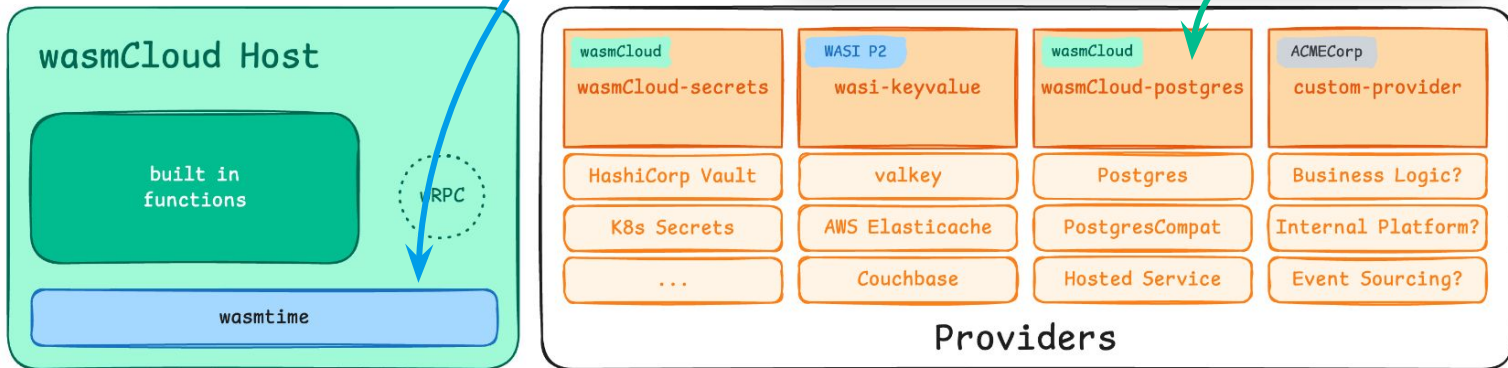 wasmCloud Host
built in
functions
wRPC
wasmtime
wasmCloud
wasmCloud-secrets
HashiCorp Vault
K8s Secrets
...
WASI P2
wasi-keyvalue
valkey
AWS Elasticache
Couchbase
wasmCloud
wasmCloud-postgres
Postgres
PostgresCompat
Hosted Service
ACMECorp
custom-provider
Business Logic?
Internal Platform?
Event Sourcing?
Providers